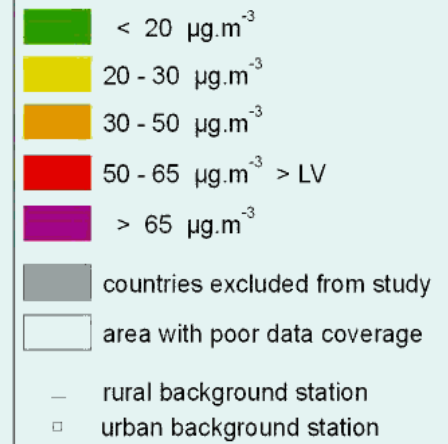 < 20 µg.m-3
20 - 30 µg.m-3
30 - 50 µg.m-3
50 - 65 µg.m-3 > LV
> 65 µg.m-3
countries excluded from study
area with poor data coverage
rural background station
urban background station